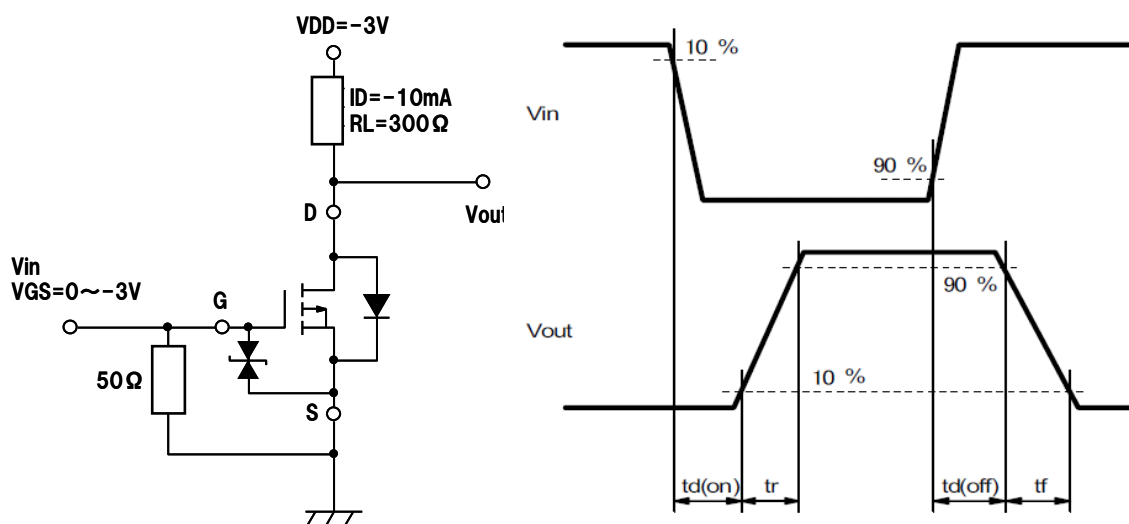 VDD=-3V
ID=-10mA
RL=300Ω
D
Vout
Vin
VGS=0～-3V
G
50Ω
S
10 %
Vin
90 %
90 %
Vout
10 %
td(on)
tr
td(off)
tf